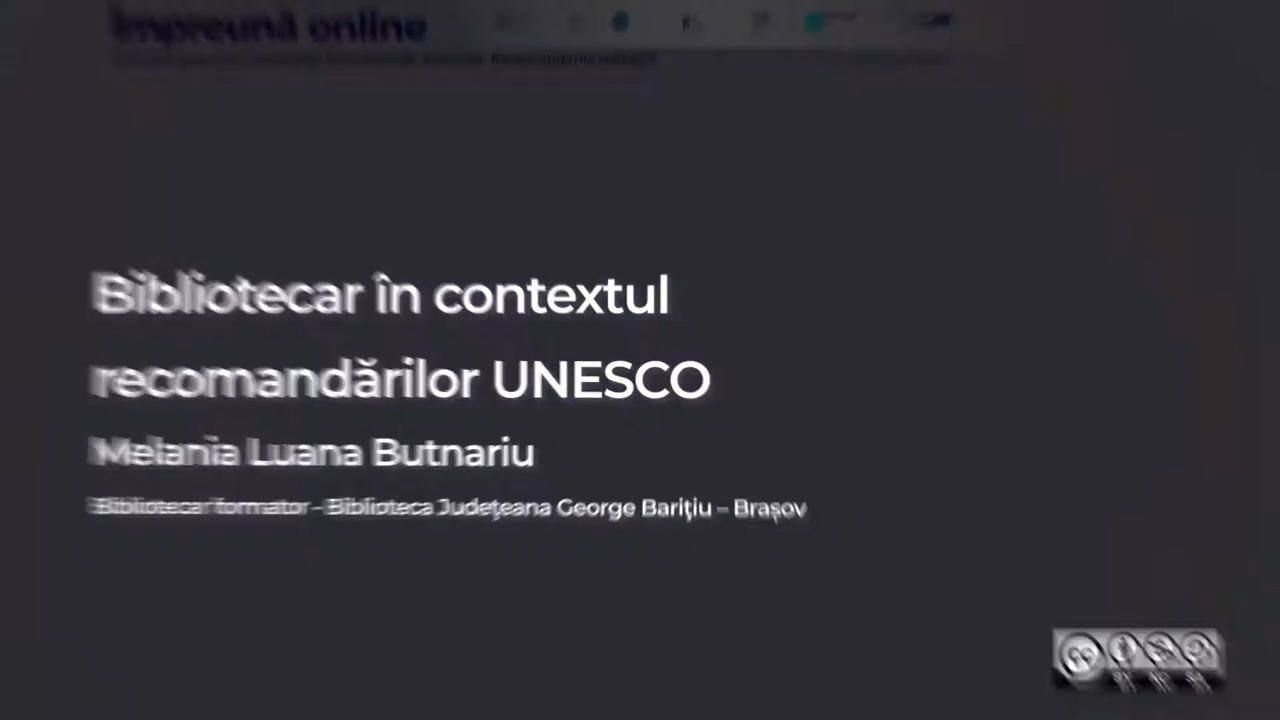 Împreună online
Bibliotecar în contextul
recomandărilor UNESCO
Melania Luana Butnariu
Bibliotecar formator - Biblioteca Județeana George Barițiu – Brașov